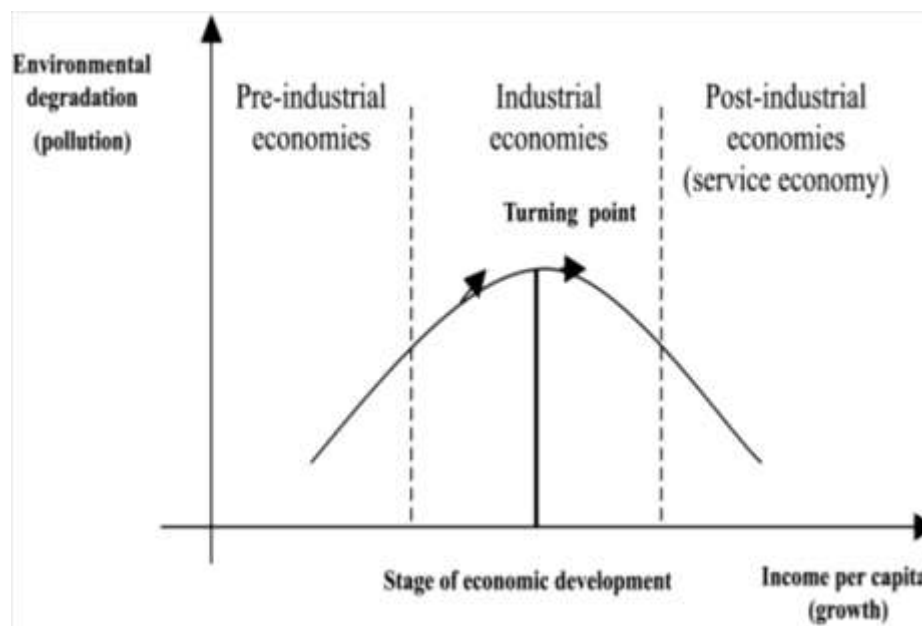 Environmental
degradation
(pollution)
Pre-industrial
economies
Industrial
economies
Post-industrial
economies
(service economy)
Turning point
Stage of economic development
Income per capita
(growth)